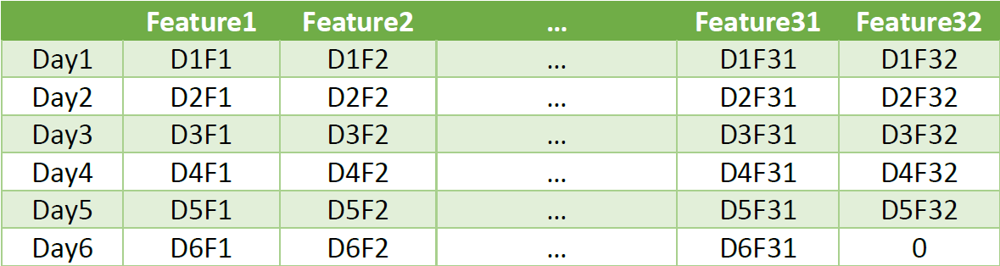 Feature1 Feature2 ... Feature31 Feature32
Day1 D1F1 D1F2 ... D1F31 D1F32
Day2 D2F1 D2F2 ... D2F31 D2F32
Day3 D3F1 D3F2 ... D3F31 D3F32
Day4 D4F1 D4F2 ... D4F31 D4F32
Day5 D5F1 D5F2 ... D5F31 D5F32
Day6 D6F1 D6F2 ... D6F31 0